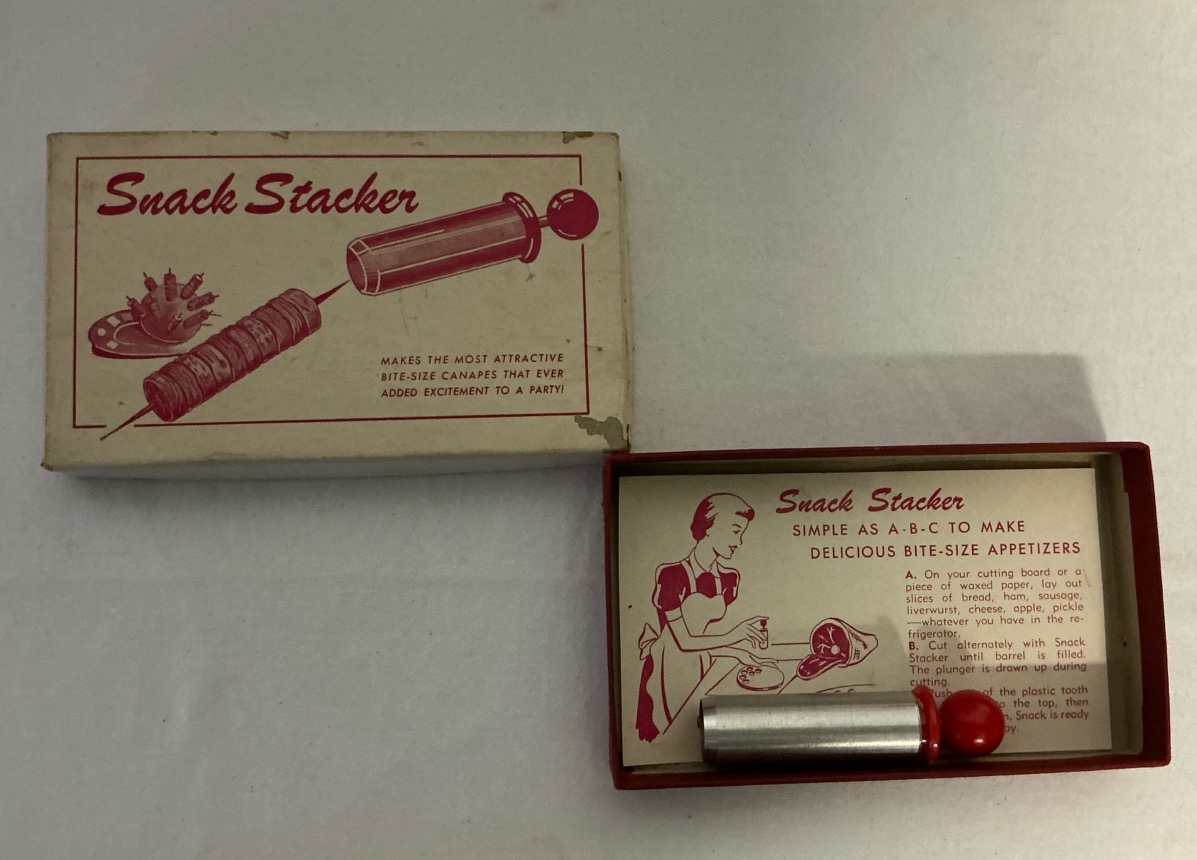 Snack Stacker
MAKES THE MOST ATTRACTIVE
BITE-SIZE CANAPES THAT EVER
ADDED EXCITEMENT TO A PARTY!
Snack Stacker
SIMPLE AS A-B-C TO MAKE
DELICIOUS BITE-SIZE APPETIZERS
A. On your cutting board or a
piece of waxed paper, lay out
slices of bread, ham, sausage,
liverwurst, cheese, apple, pickle
—whatever you have in the re-
frigerator.
B. Cut alternately with Snack
Stacker until barrel is filled.
The plunger is drawn up during
cutting.
of the plastic tooth
to the top, then
Snack is ready